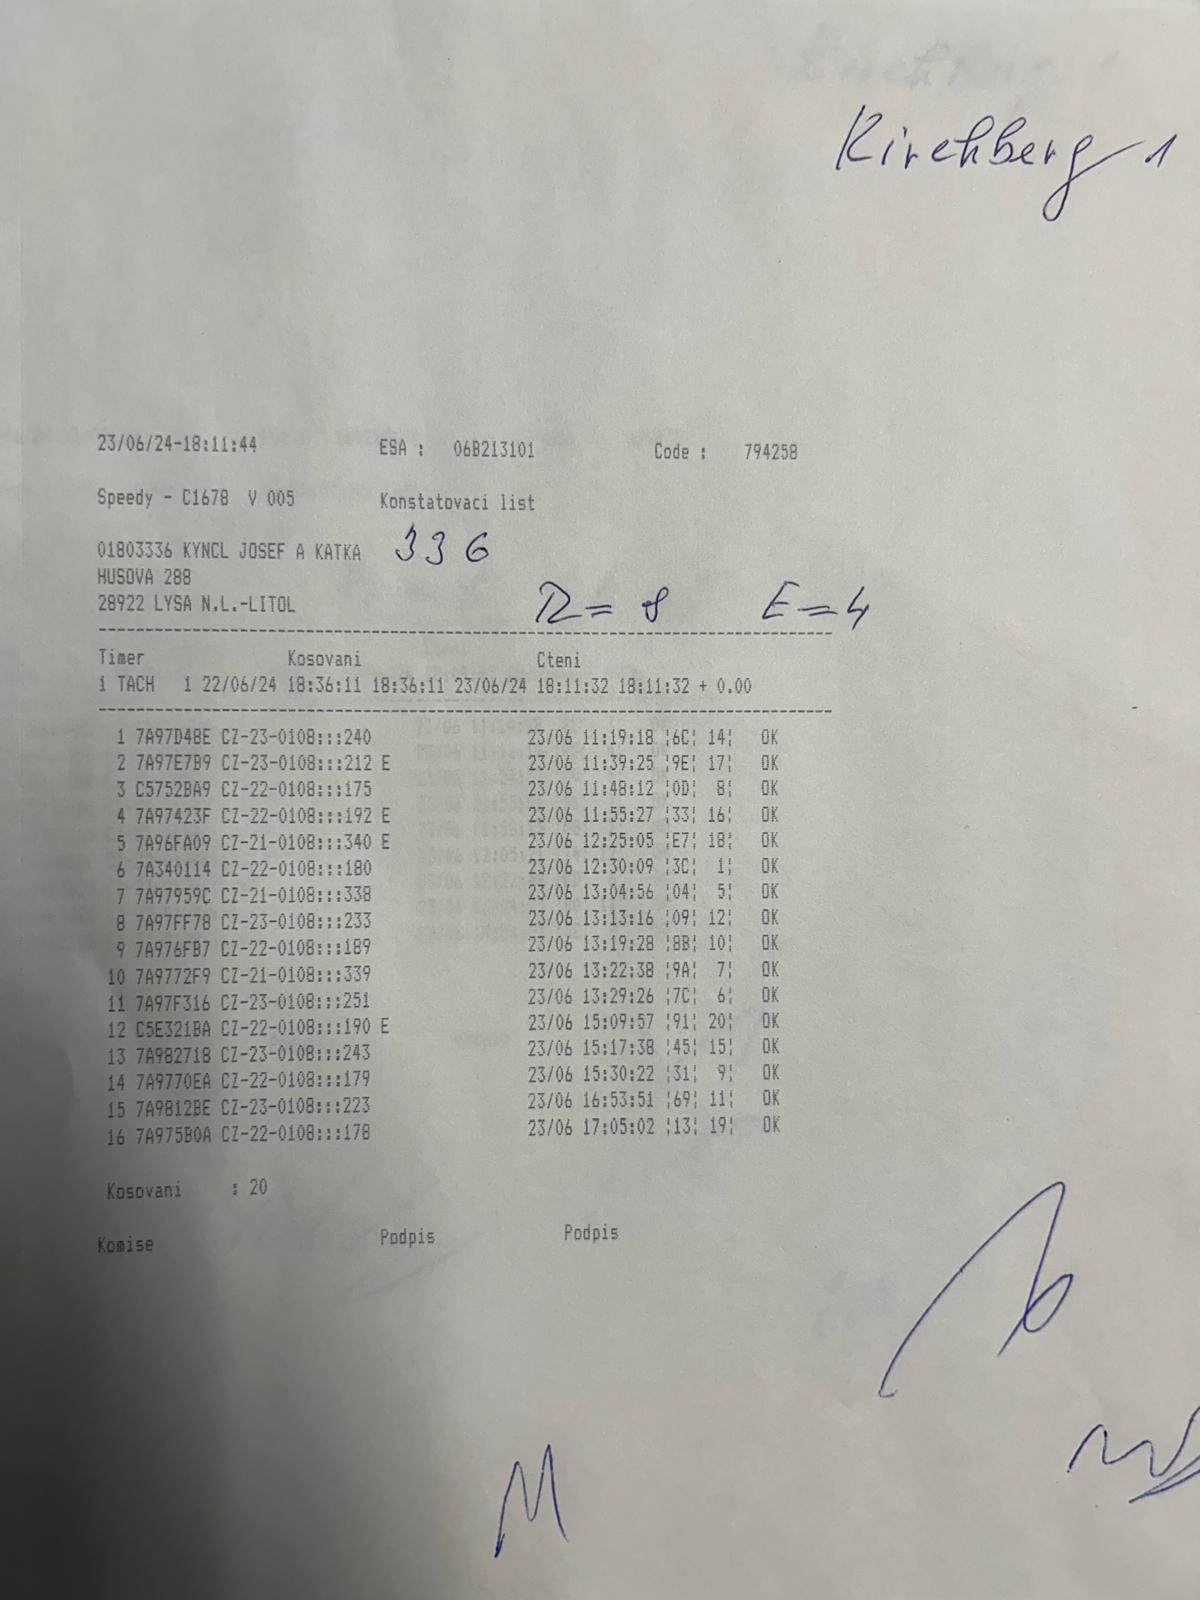 Kirchberg 1
23/06/24-18:11:44 ESA : 06B213101 Code : 794258
Speedy - C1678 V 005 Konstatovaci list
01803336 KYNCL JOSEF A KATKA 336
HUSOVA 288
28922 LYSA N.L.-LITOL R= 8 E=4
Timer Kosovani Cteni
1 TACH 1 22/06/24 18:36:11 18:36:11 23/06/24 18:11:32 18:11:32 + 0.00
1 7A97D48E CZ-23-0108:::240 23/06 11:19:18 ¦6C¦ 14¦ OK
2 7A97E7B9 CZ-23-0108:::212 E 23/06 11:39:25 ¦9E¦ 17¦ OK
3 C5752BA9 CZ-22-0108:::175 23/06 11:48:12 ¦0D¦ 8¦ OK
4 7A97423F CZ-22-0108:::192 E 23/06 11:55:27 ¦33¦ 16¦ OK
5 7A96FA09 CZ-21-0108:::340 E 23/06 12:25:05 ¦E7¦ 18¦ OK
6 7A340114 CZ-22-0108:::180 23/06 12:30:09 ¦3C¦ 1¦ OK
7 7A97959C CZ-21-0108:::338 23/06 13:04:56 ¦04¦ 5¦ OK
8 7A97FF78 CZ-23-0108:::233 23/06 13:13:16 ¦09¦ 12¦ OK
9 7A976FB7 CZ-22-0108:::189 23/06 13:19:28 ¦8B¦ 10¦ OK
10 7A9772F9 CZ-21-0108:::339 23/06 13:22:38 ¦9A¦ 7¦ OK
11 7A97F316 CZ-23-0108:::251 23/06 13:29:26 ¦7C¦ 6¦ OK
12 C5E321BA CZ-22-0108:::190 E 23/06 15:09:57 ¦91¦ 20¦ OK
13 7A982718 CZ-23-0108:::243 23/06 15:17:38 ¦45¦ 15¦ OK
14 7A9770EA CZ-22-0108:::179 23/06 15:30:22 ¦31¦ 9¦ OK
15 7A9812BE CZ-23-0108:::223 23/06 16:53:51 ¦69¦ 11¦ OK
16 7A975B0A CZ-22-0108:::178 23/06 17:05:02 ¦13¦ 19¦ OK
Kosovani : 20
Komise Podpis Podpis